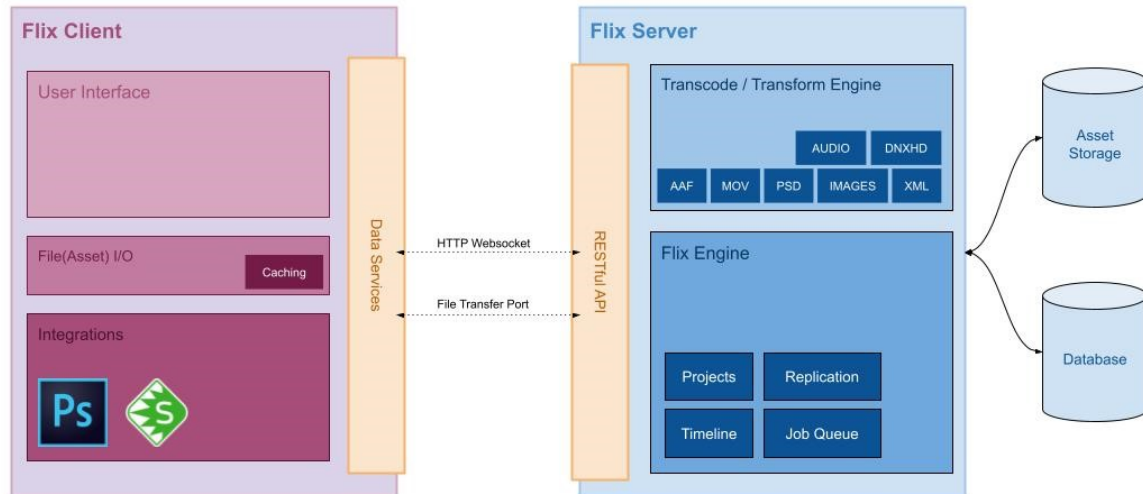 Flix Client
User Interface
File(Asset) I/O
Caching
Integrations
Ps
S
Data Services
HTTP Websocket
File Transfer Port
RESTful API
Flix Server
Transcode / Transform Engine
AUDIO
DNXHD
AAF
MOV
PSD
IMAGES
XML
Flix Engine
Projects
Replication
Timeline
Job Queue
Asset
Storage
Database